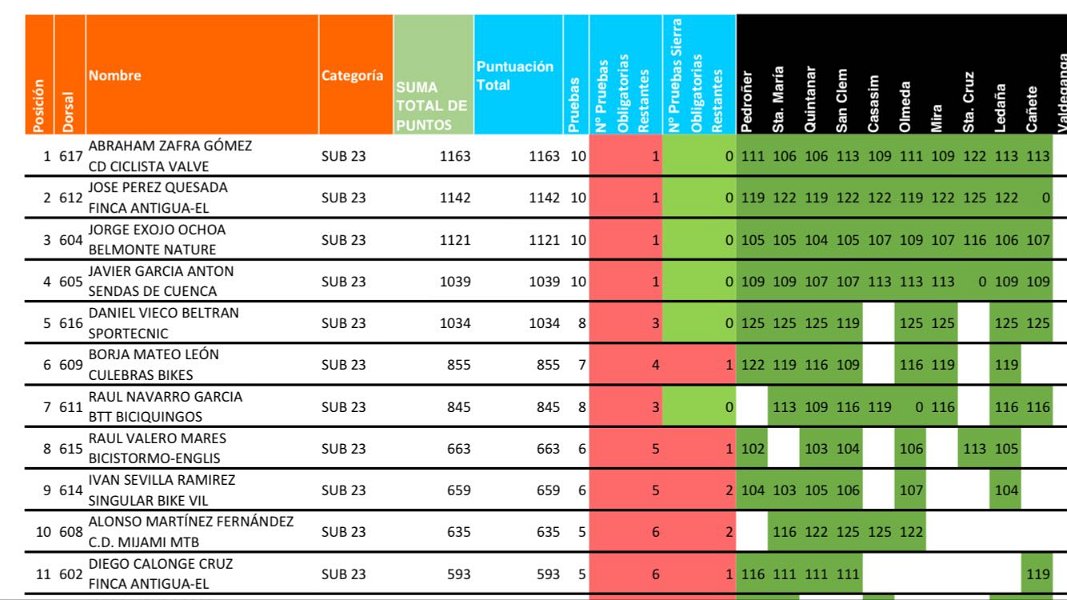 Posición Dorsal Nombre Categoría SUMA TOTAL DE PUNTOS Puntuación Total Pruebas Nº Pruebas Obligatorias Restantes Nº Pruebas Sierra Obligatorias Restantes Pedroñer Sta. María Quintanar San Clem Casasim Olmeda Mira Sta. Cruz Ledaña Cañete Valdeganga
1 617 ABRAHAM ZAFRA GÓMEZ SUB 23 1163 1163 10 1 0 111 106 106 113 109 111 109 122 113 113
CD CICLISTA VALVE
2 612 JOSE PEREZ QUESADA SUB 23 1142 1142 10 1 0 119 122 119 122 122 119 122 125 122 0
FINCA ANTIGUA-EL
3 604 JORGE EXOJO OCHOA SUB 23 1121 1121 10 1 0 105 105 104 105 107 109 107 116 106 107
BELMONTE NATURE
4 605 JAVIER GARCIA ANTON SUB 23 1039 1039 10 1 0 109 109 107 107 113 113 113 0 109 109
SENDAS DE CUENCA
5 616 DANIEL VIECO BELTRAN SUB 23 1034 1034 8 3 0 125 125 125 119 125 125 125 125
SPORTECNIC
6 609 BORJA MATEO LEÓN SUB 23 855 855 7 4 1 122 119 116 109 116 119 119
CULEBRAS BIKES
7 611 RAUL NAVARRO GARCIA SUB 23 845 845 8 3 0 113 109 116 119 0 116 116 116
BTT BICIQUINGOS
8 615 RAUL VALERO MARES SUB 23 663 663 6 5 1 102 103 104 106 113 105
BICISTORMO-ENGLIS
9 614 IVAN SEVILLA RAMIREZ SUB 23 659 659 6 5 2 104 103 105 106 107 104
SINGULAR BIKE VIL
10 608 ALONSO MARTÍNEZ FERNÁNDEZ SUB 23 635 635 5 6 2 116 122 125 125 122
C.D. MIJAMI MTB
11 602 DIEGO CALONGE CRUZ SUB 23 593 593 5 6 1 116 111 111 111 119
FINCA ANTIGUA-EL